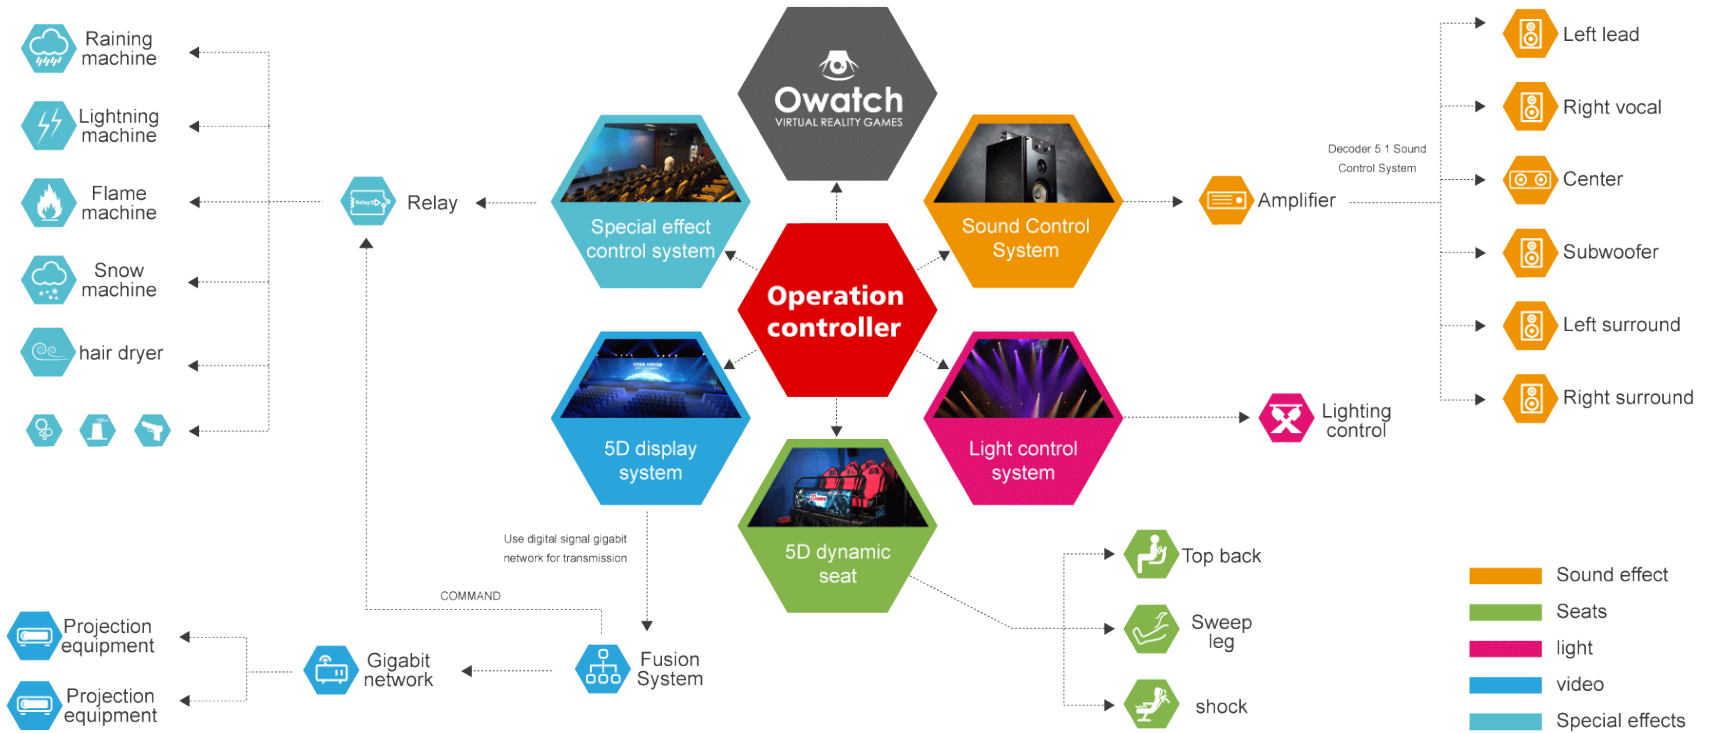 Raining
machine
Lightning
machine
Flame
machine
Snow
machine
hair dryer
Relay
Relay
Special effect
control system
Owatch
VIRTUAL REALITY GAMES
Sound Control
System
Operation
controller
5D display
system
Light control
system
5D dynamic
seat
Amplifier
Decoder 5.1 Sound
Control System
Left lead
Right vocal
Center
Subwoofer
Left surround
Right surround
Lighting
control
Use digital signal gigabit
network for transmission
COMMAND
Fusion
System
Gigabit
network
Projection
equipment
Projection
equipment
Top back
Sweep
leg
shock
Sound effect
Seats
light
video
Special effects